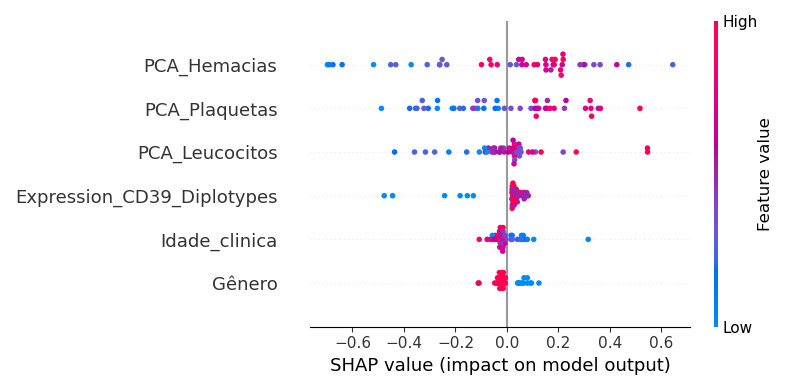 High
PCA_Hemacias
PCA_Plaquetas
PCA_Leucocitos
Expression_CD39_Diplotypes
Idade_clinica
Gênero
Feature value
Low
−0.6 −0.4 −0.2 0.0 0.2 0.4 0.6
SHAP value (impact on model output)